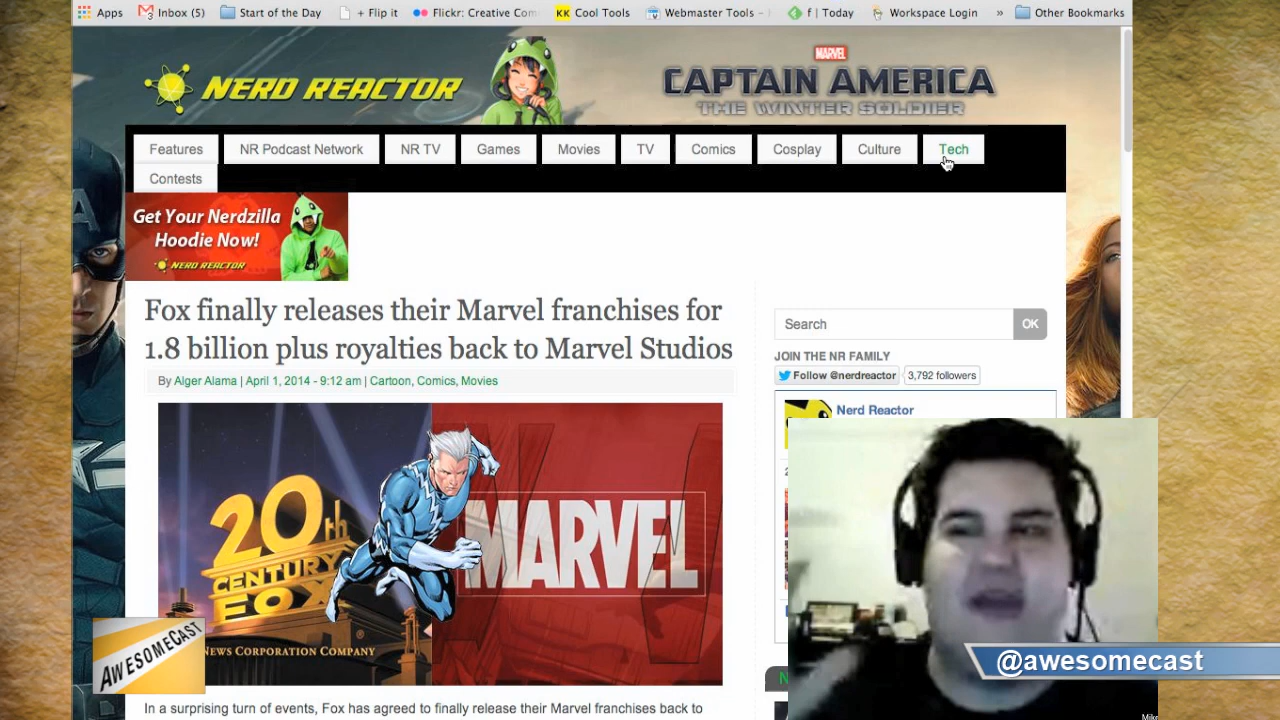 Apps Inbox (5) Start of the Day + Flip it Flickr: Creative Com KK Cool Tools Webmaster Tools - f | Today Workspace Login » Other Bookmarks
NERD REACTOR
MARVEL
CAPTAIN AMERICA
THE WINTER SOLDIER
Features NR Podcast Network NR TV Games Movies TV Comics Cosplay Culture Tech
Contests
Get Your Nerdzilla
Hoodie Now!
NERD REACTOR
Fox finally releases their Marvel franchises for
1.8 billion plus royalties back to Marvel Studios
By Alger Alama | April 1, 2014 - 9:12 am | Cartoon, Comics, Movies
Search OK
JOIN THE NR FAMILY
Follow @nerdreactor 3,792 followers
Nerd Reactor
20th
CENTURY
FOX
NEWS CORPORATION COMPANY
MARVEL
AWESOMECAST
@awesomecast
In a surprising turn of events, Fox has agreed to finally release their Marvel franchises back to
Mike